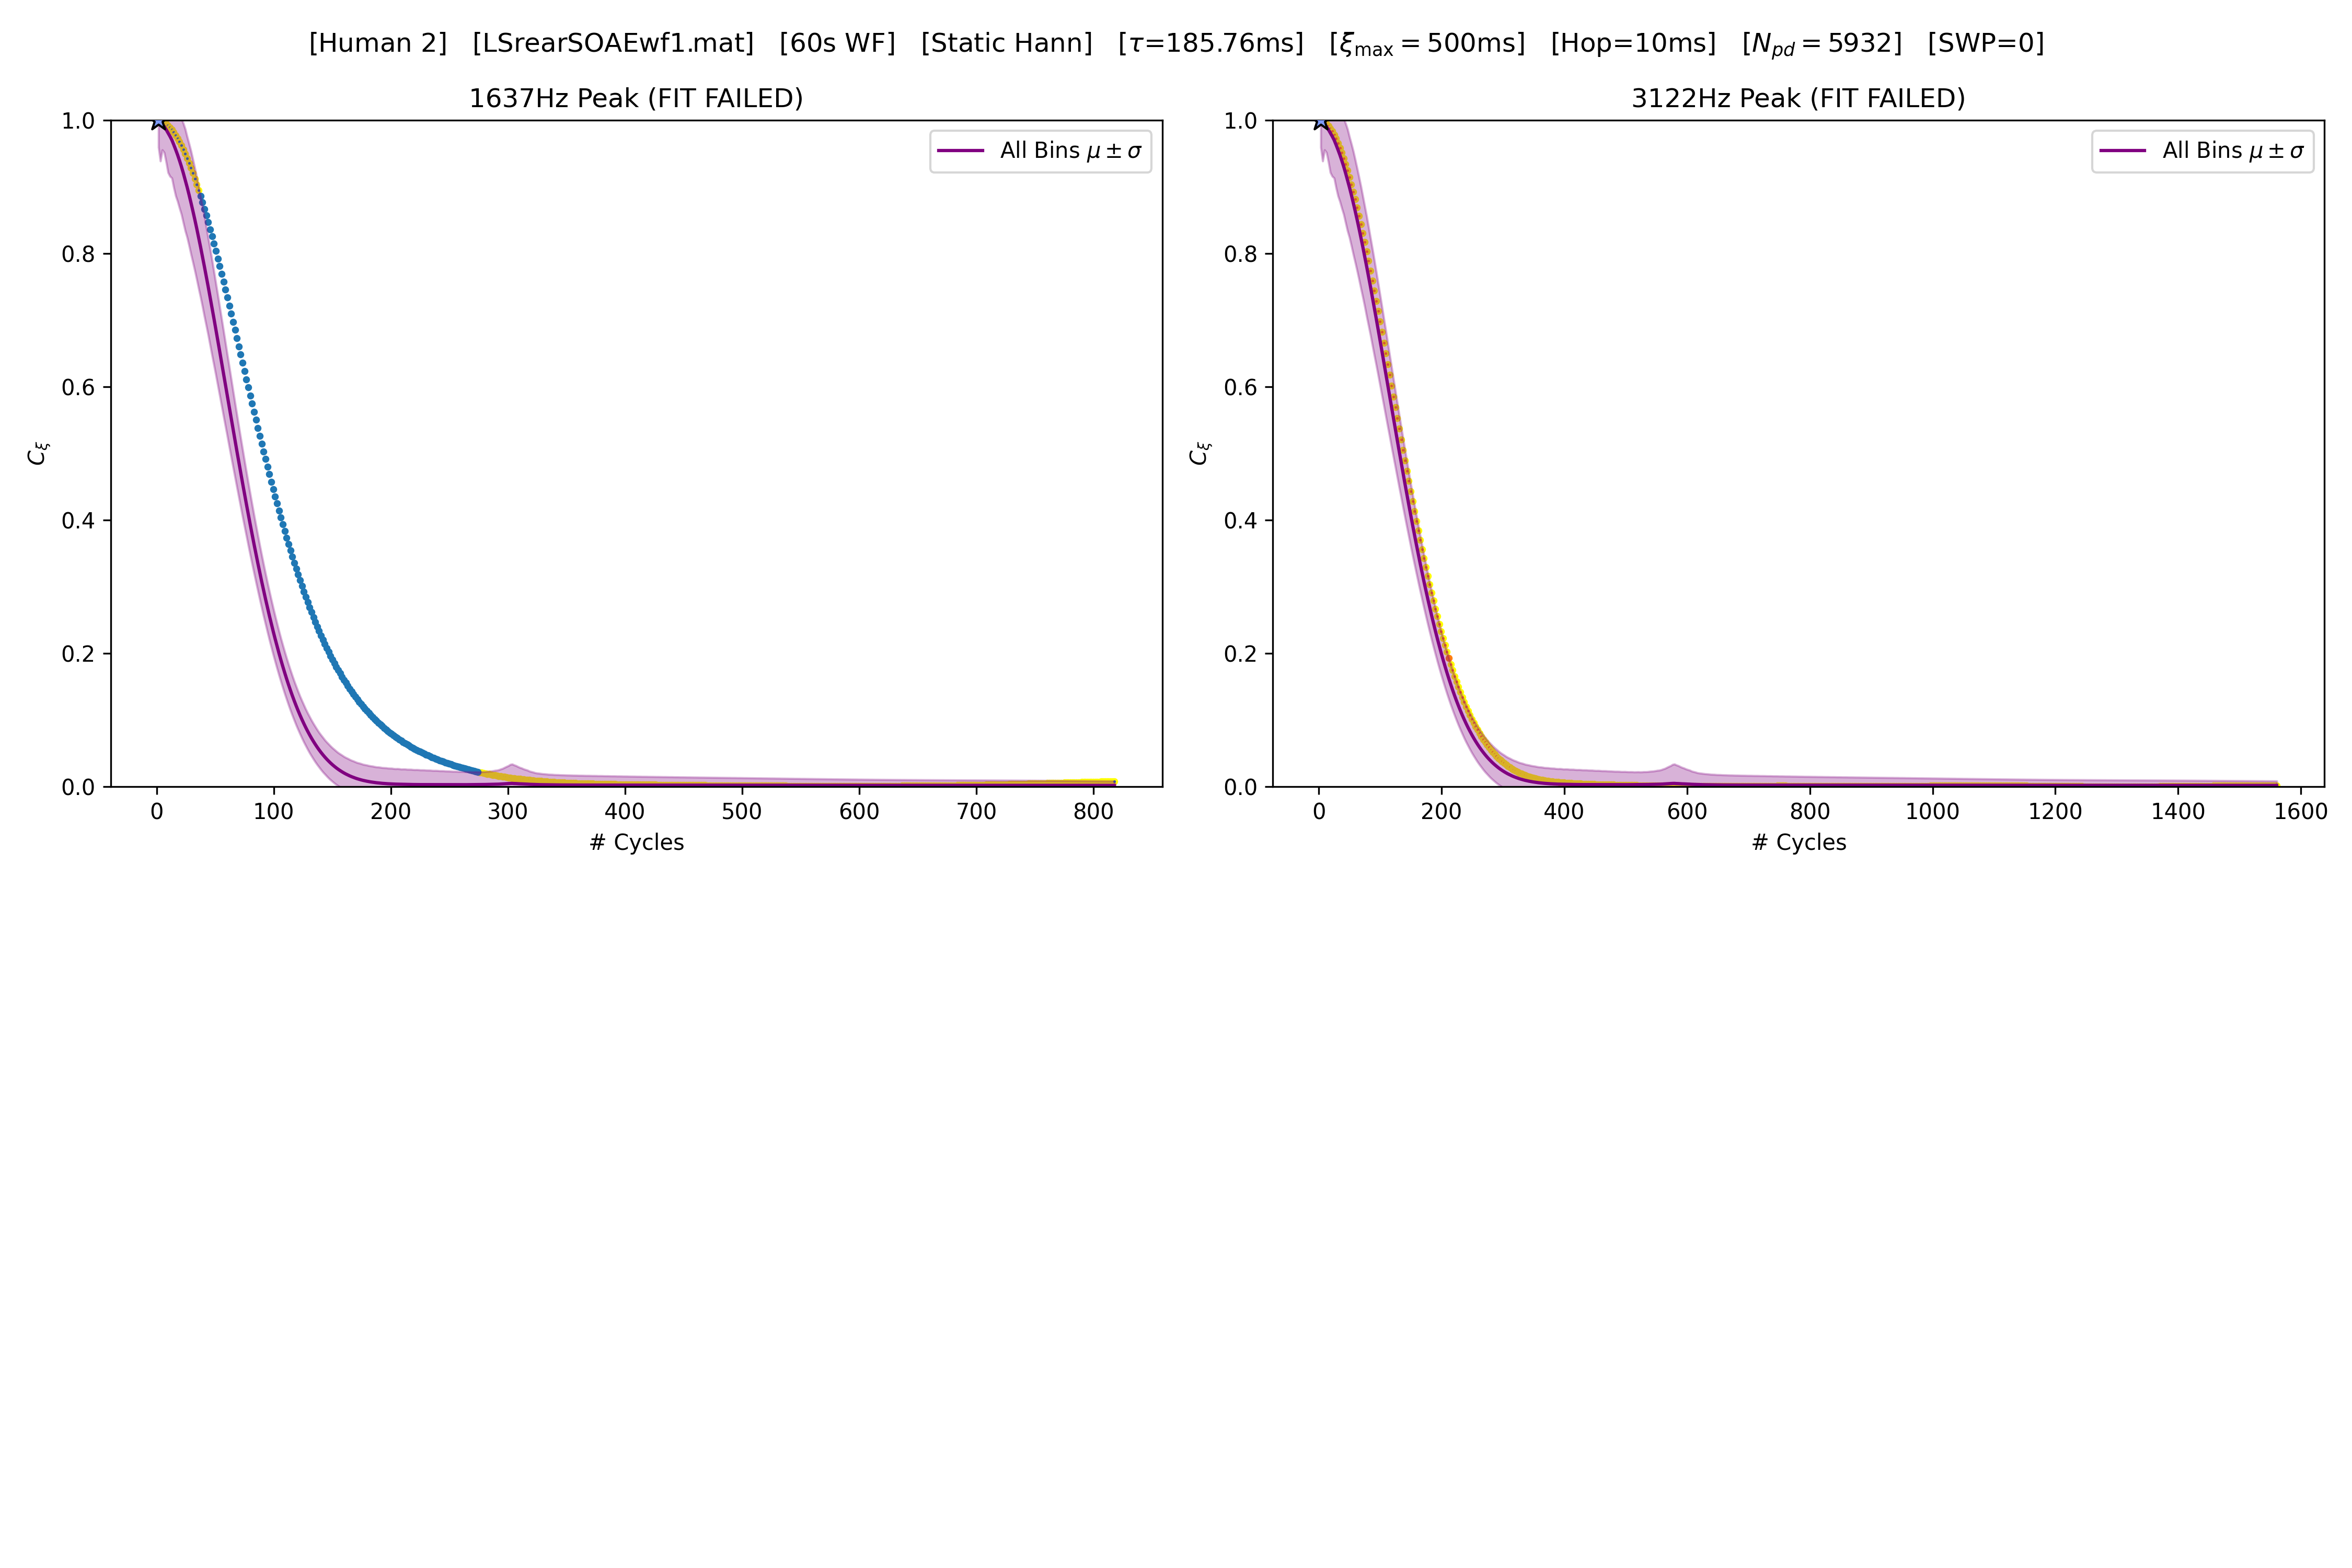 [Human 2] [LSrearSOAEwf1.mat] [60s WF] [Static Hann] [τ=185.76ms] [ξmax = 500ms] [Hop=10ms] [Npd = 5932] [SWP=0]
1637Hz Peak (FIT FAILED)
All Bins μ ± σ
Cξ
1.0
0.8
0.6
0.4
0.2
0.0
0 100 200 300 400 500 600 700 800
# Cycles
3122Hz Peak (FIT FAILED)
All Bins μ ± σ
Cξ
1.0
0.8
0.6
0.4
0.2
0.0
0 200 400 600 800 1000 1200 1400 1600
# Cycles